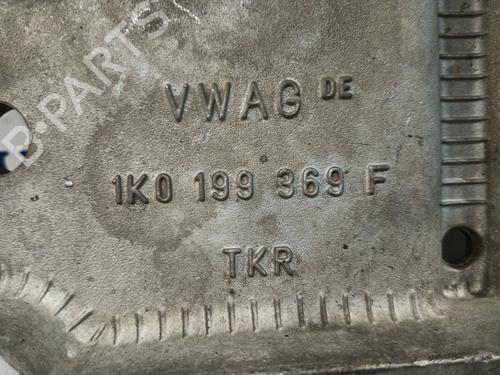 B-PARTS
VWAG DE
1K0 199 369 F
TKR